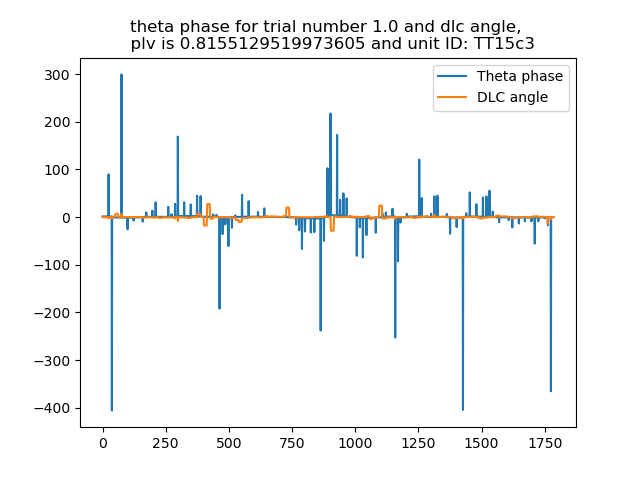 theta phase for trial number 1.0 and dlc angle,
plv is 0.8155129519973605 and unit ID: TT15c3
Theta phase
DLC angle
300
200
100
0
−100
−200
−300
−400
0 250 500 750 1000 1250 1500 1750